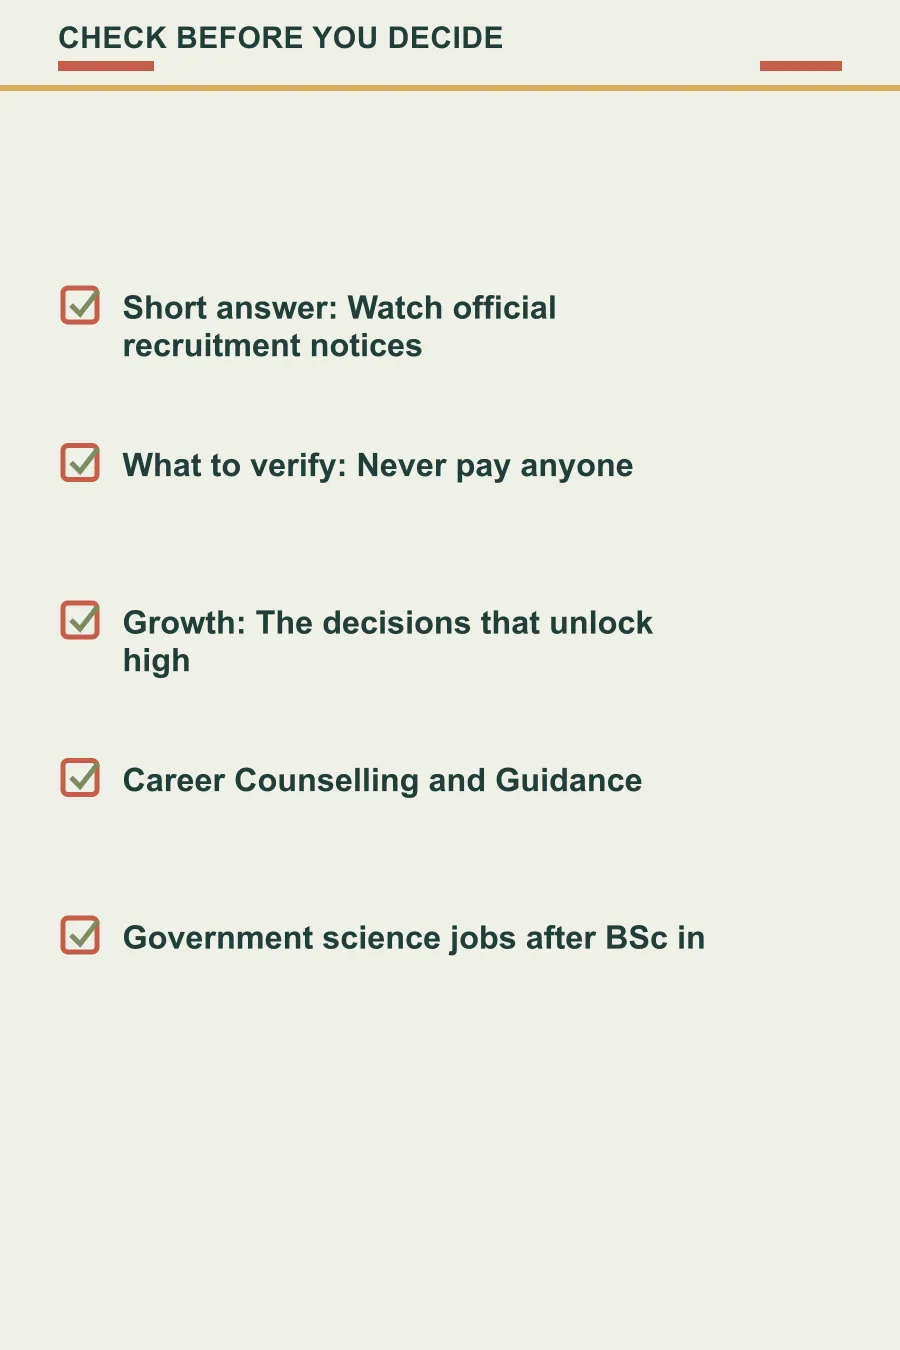 CHECK BEFORE YOU DECIDE
Short answer: Watch official
recruitment notices
What to verify: Never pay anyone
Growth: The decisions that unlock
high
Career Counselling and Guidance
Government science jobs after BSc in